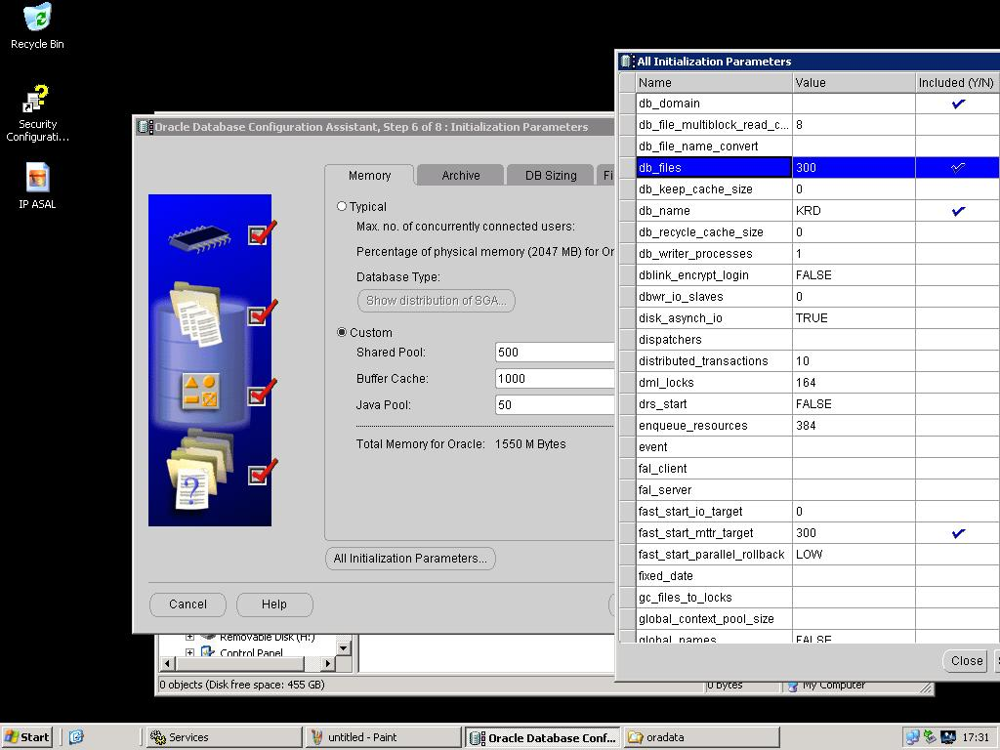 Recycle Bin
Security
Configurati...
IP ASAL
Oracle Database Configuration Assistant, Step 6 of 8 : Initialization Parameters
Memory
Archive
DB Sizing
Fi
Typical
Max. no. of concurrently connected users:
Percentage of physical memory (2047 MB) for Or
Database Type:
Show distribution of SGA...
Custom
Shared Pool: 500
Buffer Cache: 1000
Java Pool: 50
Total Memory for Oracle: 1550 M Bytes
All Initialization Parameters...
Cancel
Help
All Initialization Parameters
Name Value Included (Y/N)
db_domain
db_file_multiblock_read_c... 8
db_file_name_convert
db_files 300
db_keep_cache_size 0
db_name KRD
db_recycle_cache_size 0
db_writer_processes 1
dblink_encrypt_login FALSE
dbwr_io_slaves 0
disk_asynch_io TRUE
dispatchers
distributed_transactions 10
dml_locks 164
drs_start FALSE
enqueue_resources 384
event
fal_client
fal_server
fast_start_io_target 0
fast_start_mttr_target 300
fast_start_parallel_rollback LOW
fixed_date
gc_files_to_locks
global_context_pool_size
global_names FALSE
Close
Removable Disk (H:)
Control Panel
0 objects (Disk free space: 455 GB)
0 bytes
My Computer
Start
Services
untitled - Paint
Oracle Database Conf...
oradata
17:31